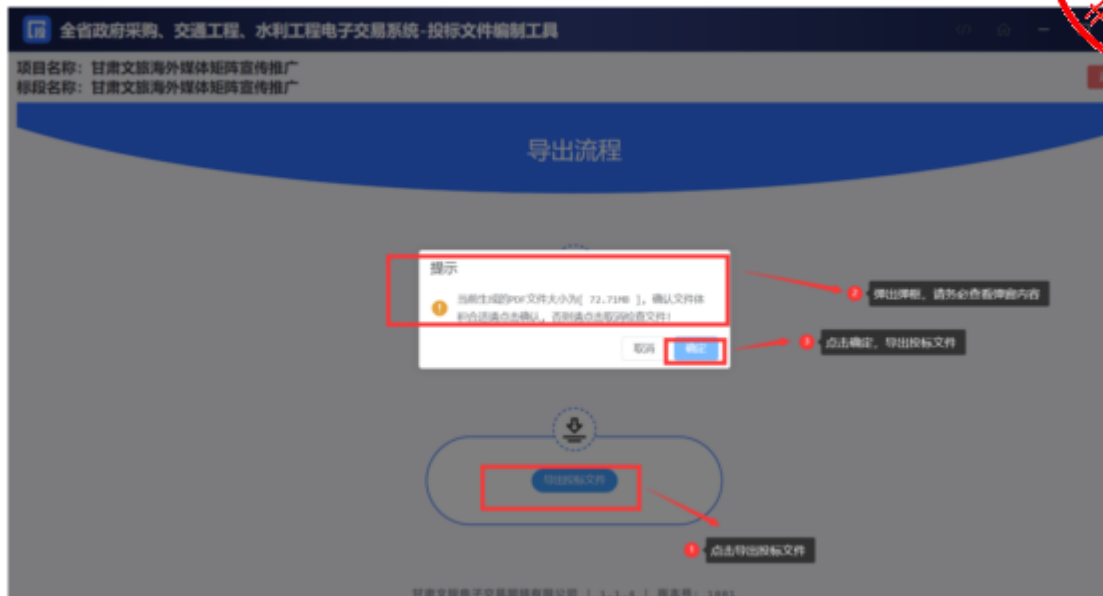 全省政府采购、交通工程、水利工程电子交易系统-投标文件编制工具
项目名称：甘肃文旅海外媒体矩阵宣传推广
标段名称：甘肃文旅海外媒体矩阵宣传推广
导出流程
提示
当前生成的PDF文件大小为[ 72.71MB ]，确认文件体
积合适请点击确认，否则请点击取消检查文件！
取消 确定
2 弹出弹框，请务必查看弹窗内容
3 点击确定，导出投标文件
导出投标文件
1 点击导出投标文件